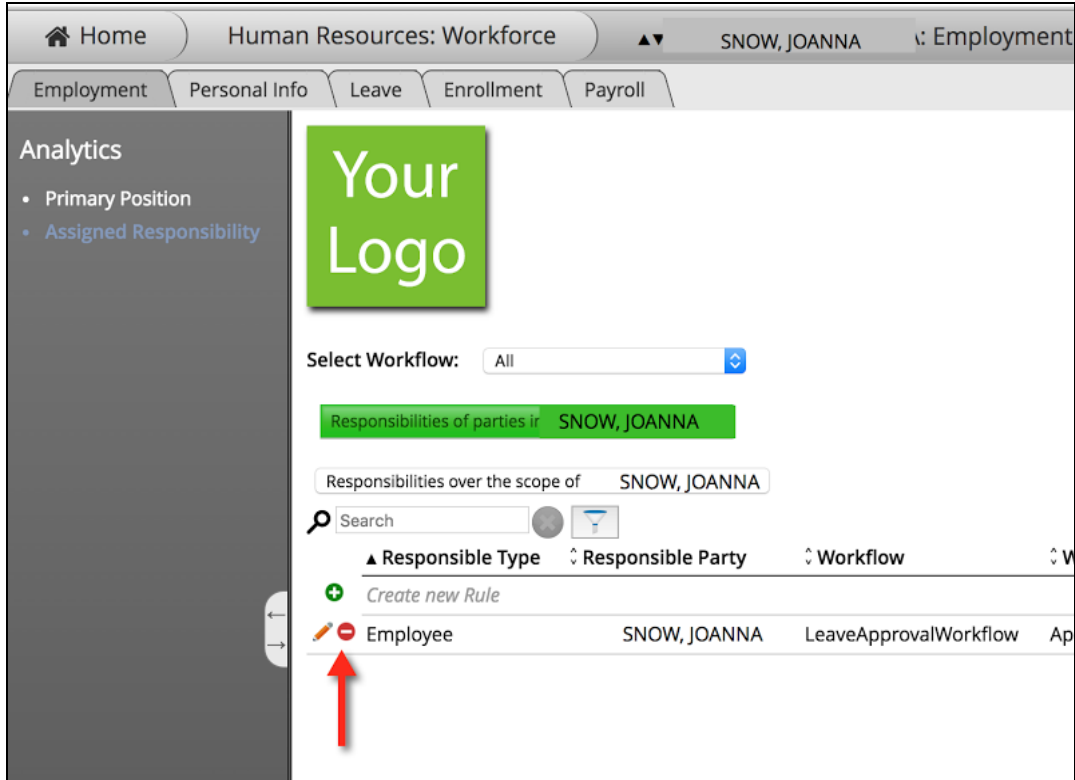 Home Human Resources: Workforce SNOW, JOANNA : Employment
Employment Personal Info Leave Enrollment Payroll
Analytics
• Primary Position
• Assigned Responsibility
Your
Logo
Select Workflow: All
Responsibilities of parties in SNOW, JOANNA
Responsibilities over the scope of SNOW, JOANNA
Search
▲ Responsible Type Responsible Party Workflow W
Create new Rule
Employee SNOW, JOANNA LeaveApprovalWorkflow Ap